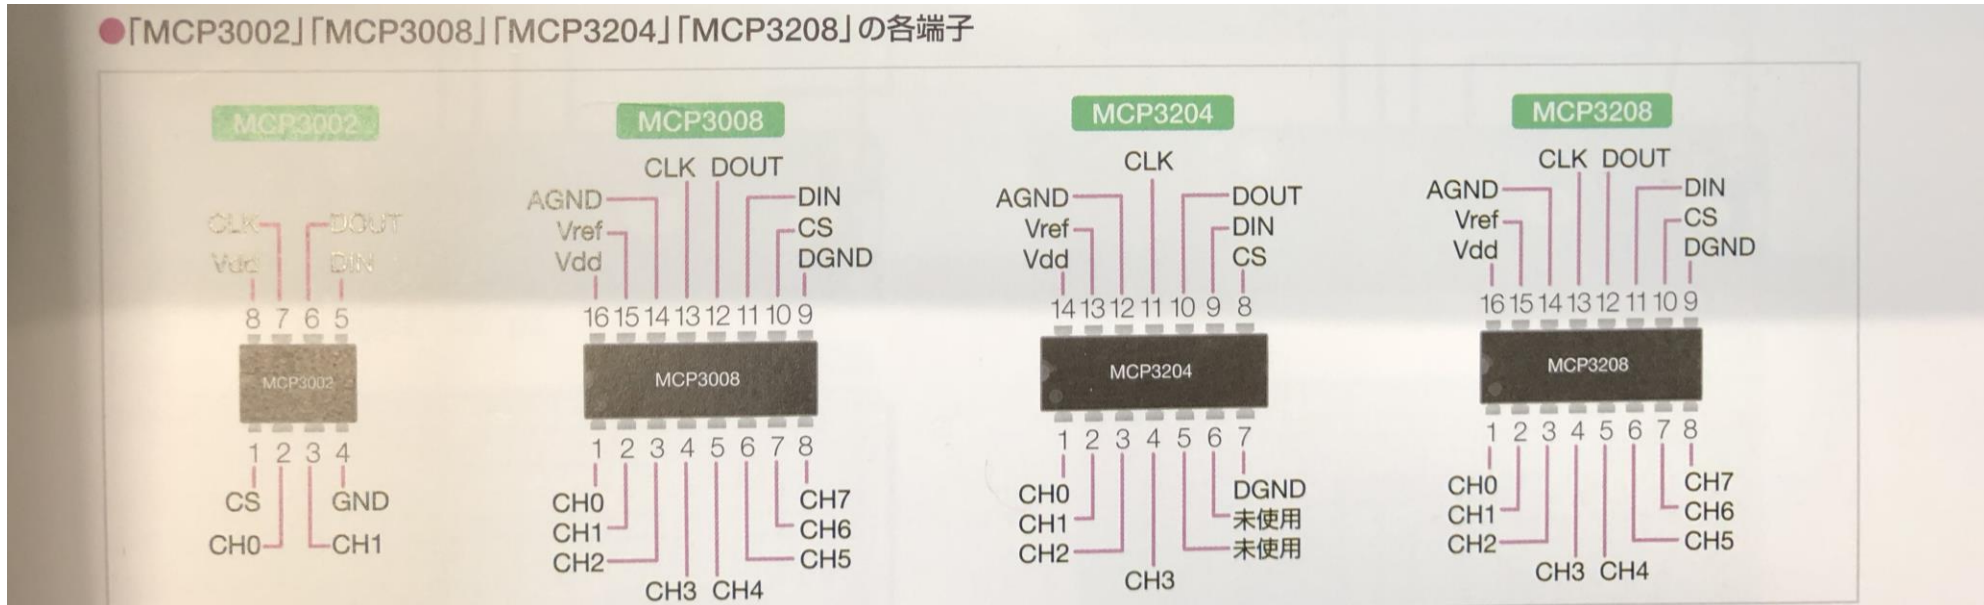 ●「MCP3002」「MCP3008」「MCP3204」「MCP3208」の各端子
MCP3002
CLK DOUT
Vdd DIN
8 7 6 5
MCP3002
1 2 3 4
CS GND
CH0 CH1
MCP3008
CLK DOUT
AGND DIN
Vref CS
Vdd DGND
16 15 14 13 12 11 10 9
MCP3008
1 2 3 4 5 6 7 8
CH0 CH7
CH1 CH6
CH2 CH5
CH3 CH4
MCP3204
CLK
AGND DOUT
Vref DIN
Vdd CS
14 13 12 11 10 9 8
MCP3204
1 2 3 4 5 6 7
CH0 DGND
CH1 未使用
CH2 未使用
CH3
MCP3208
CLK DOUT
AGND DIN
Vref CS
Vdd DGND
16 15 14 13 12 11 10 9
MCP3208
1 2 3 4 5 6 7 8
CH0 CH7
CH1 CH6
CH2 CH5
CH3 CH4